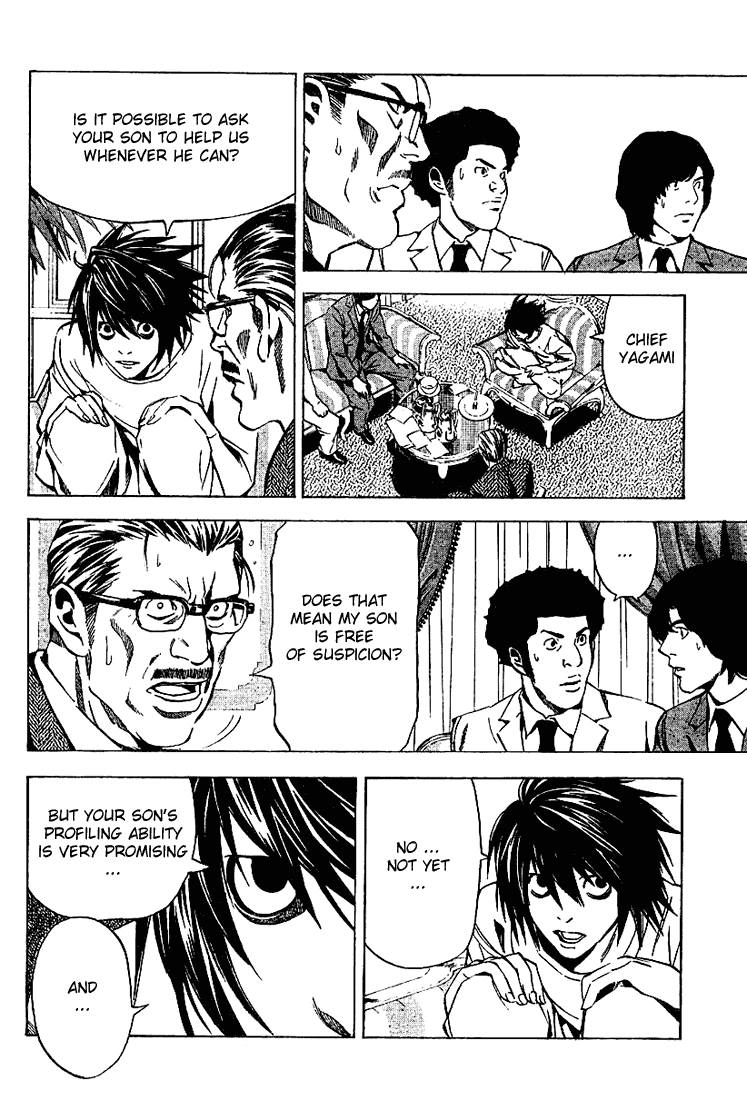 CHIEF
YAGAMI
IS IT POSSIBLE TO ASK
YOUR SON TO HELP US
WHENEVER HE CAN?
...
DOES THAT
MEAN MY SON
IS FREE
OF SUSPICION?
NO ...
NOT YET
...
BUT YOUR SON'S
PROFILING ABILITY
IS VERY PROMISING
...
AND
...